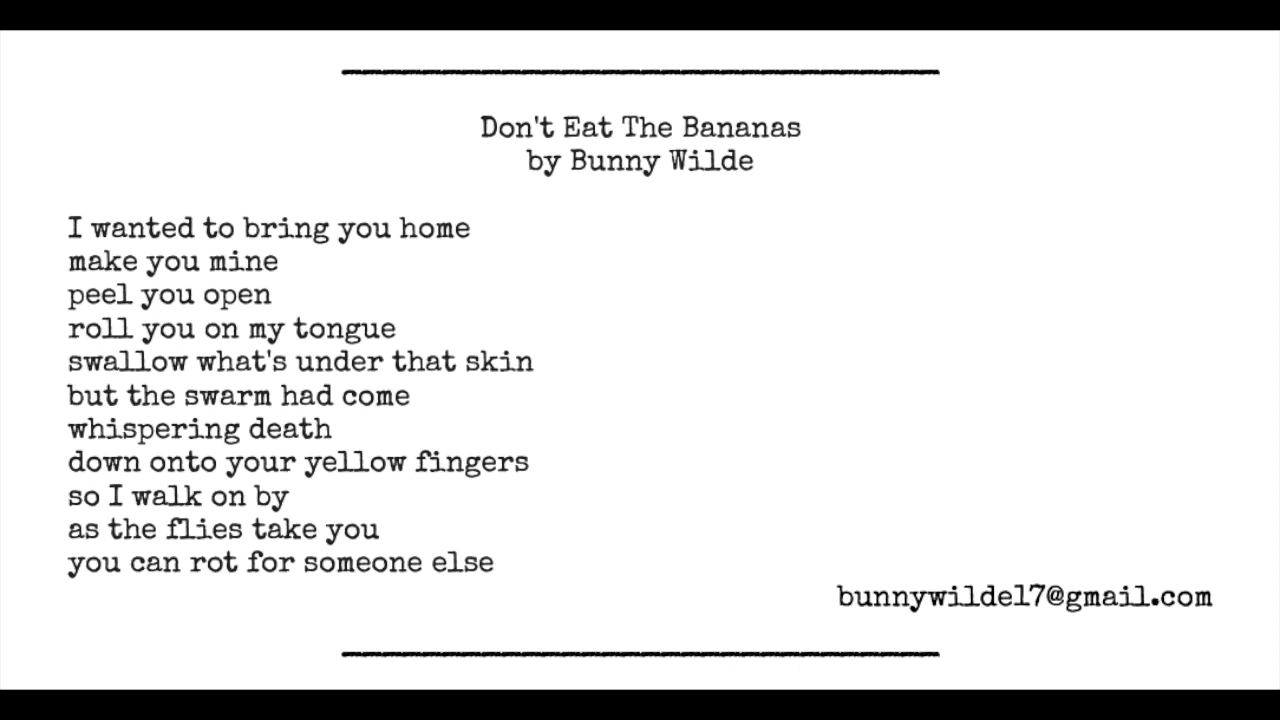 Don't Eat The Bananas
by Bunny Wilde
I wanted to bring you home
make you mine
peel you open
roll you on my tongue
swallow what's under that skin
but the swarm had come
whispering death
down onto your yellow fingers
so I walk on by
as the flies take you
you can rot for someone else
bunnywilde17@gmail.com